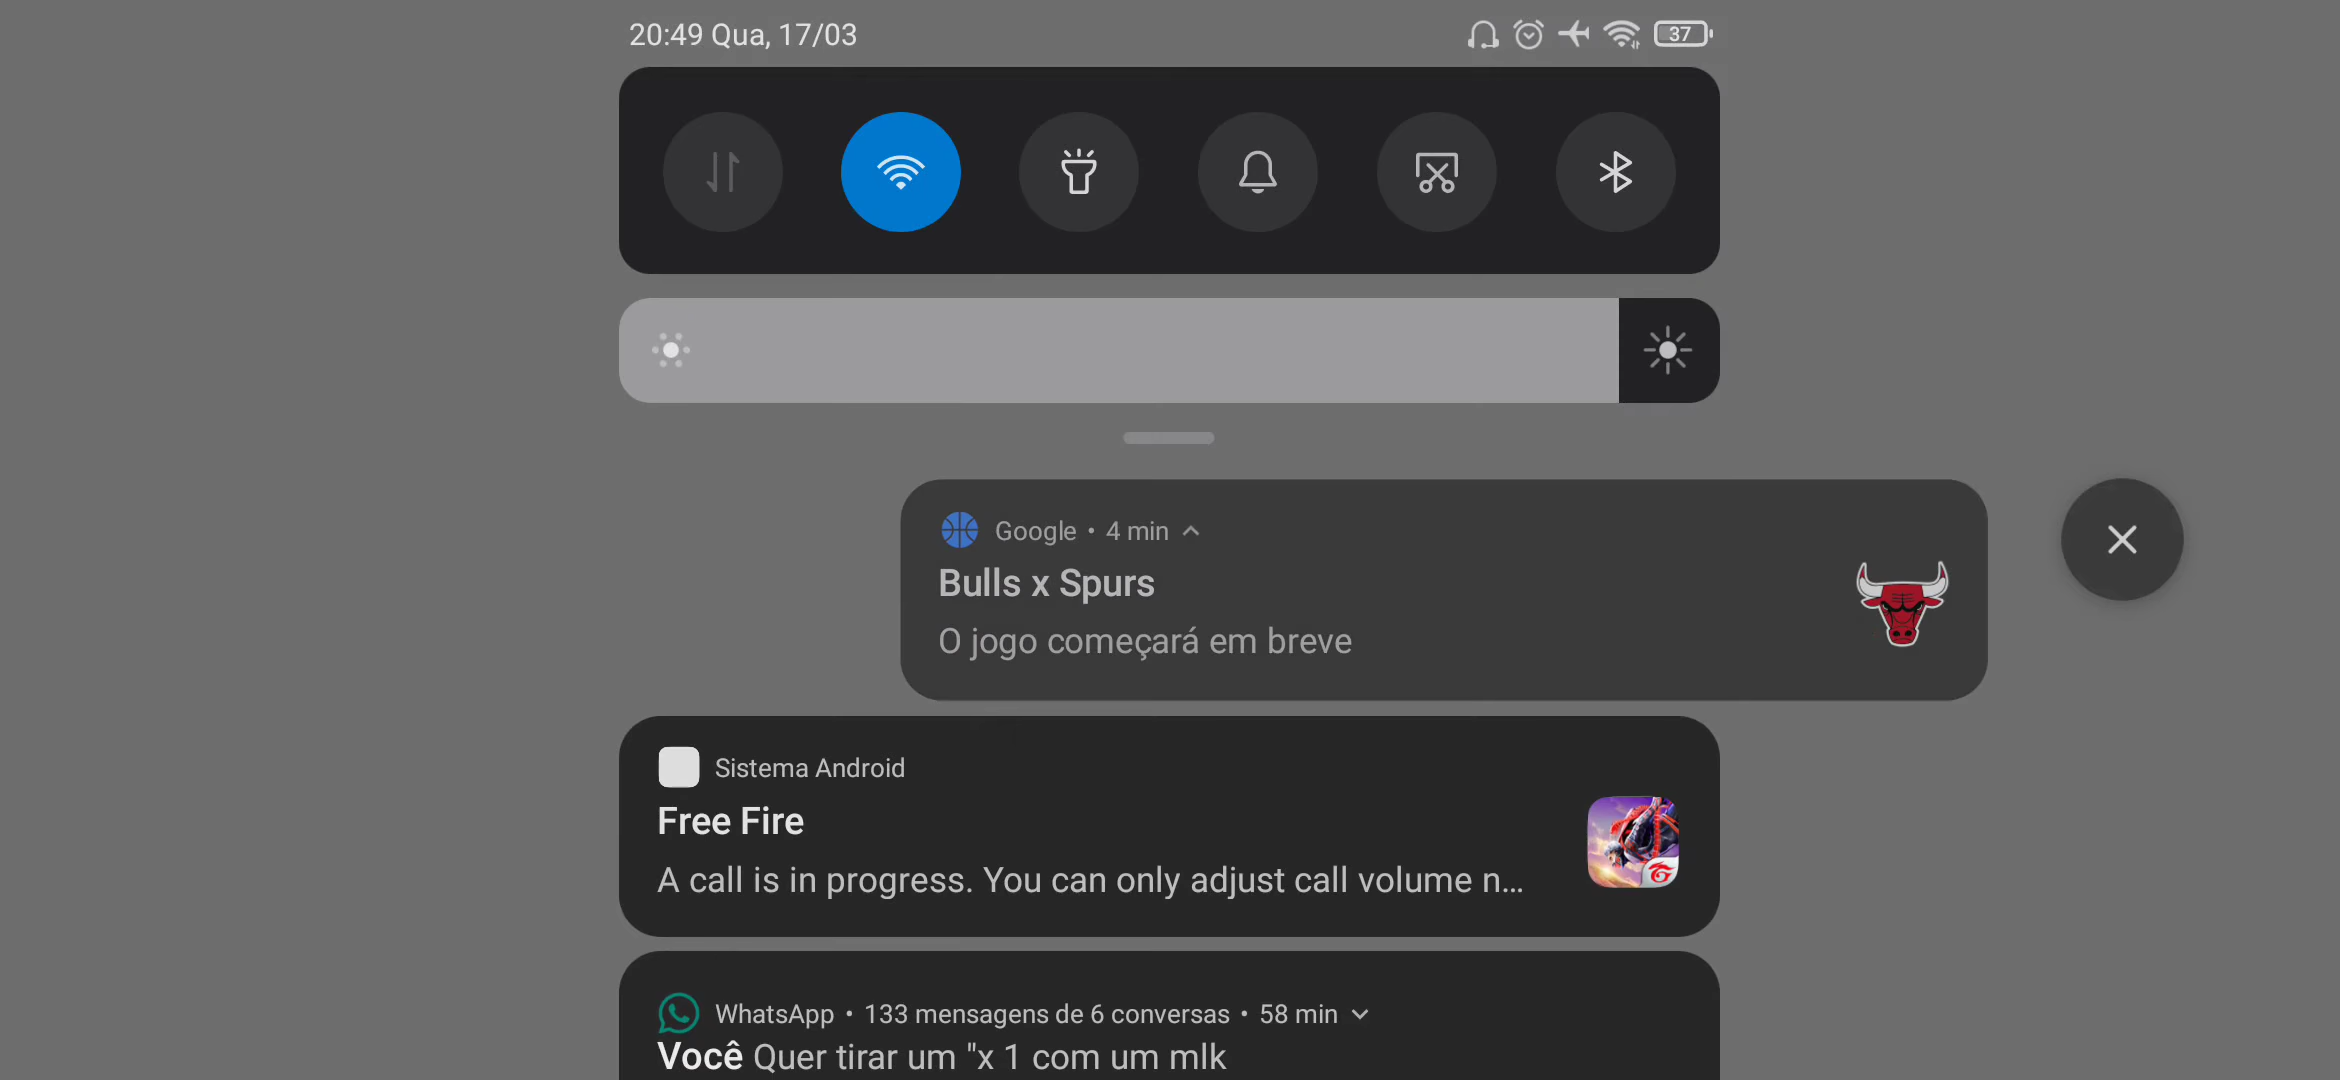 20:49 Qua, 17/03
37
Google • 4 min
Bulls x Spurs
O jogo começará em breve
Sistema Android
Free Fire
A call is in progress. You can only adjust call volume n...
WhatsApp • 133 mensagens de 6 conversas • 58 min
Você Quer tirar um "x 1 com um mlk